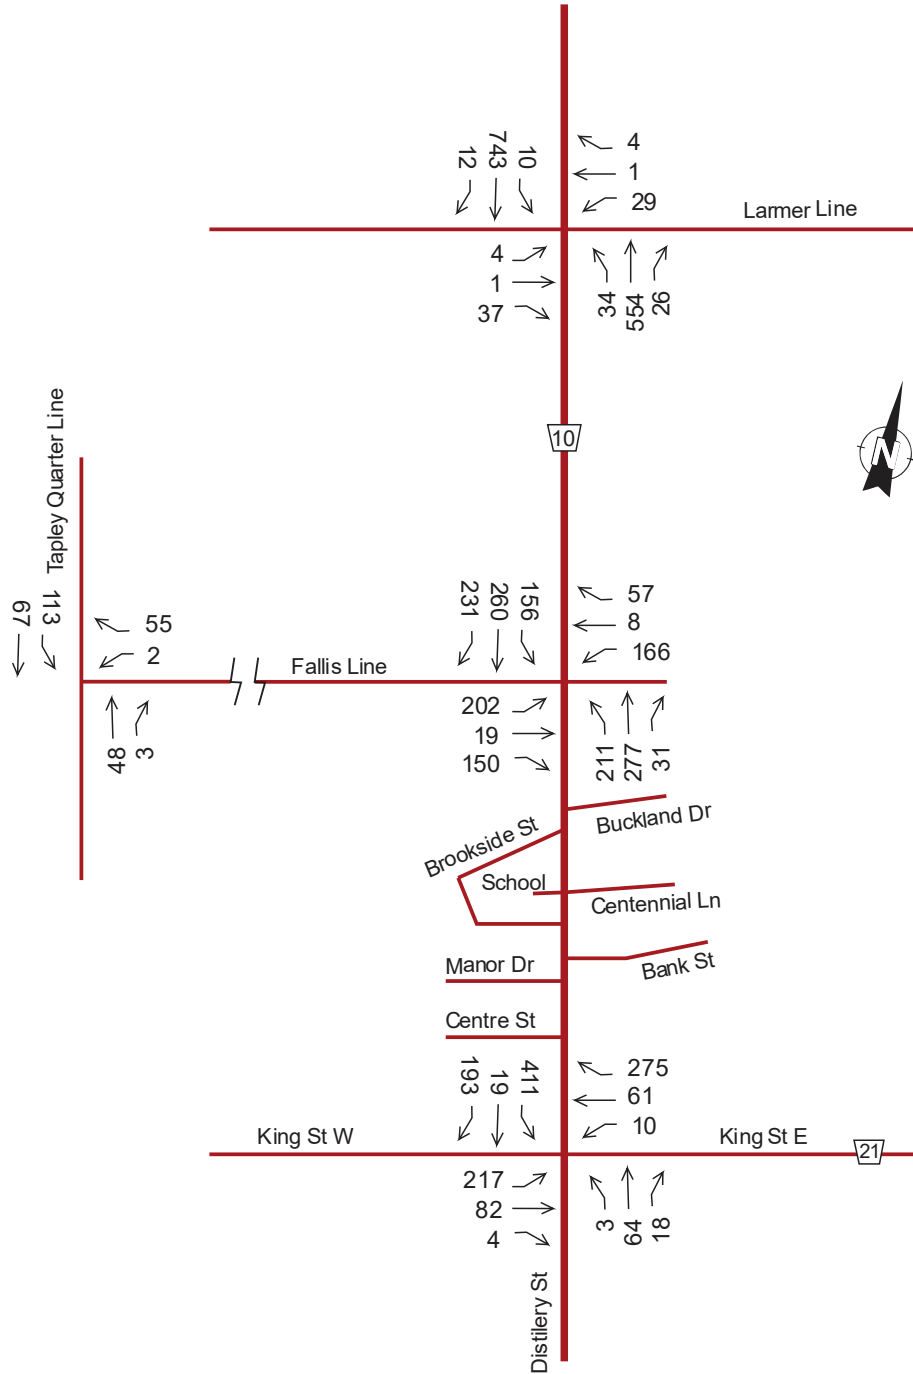 12 743 10
4
1
29
Larmer Line
4
1
37
34 554 26
10
N
Tapley Quarter Line
67 113
55
2
48 3
Fallis Line
231 260 156
57
8
166
202
19
150
211 277 31
Buckland Dr
Brookside St
School
Centennial Ln
Manor Dr
Bank St
Centre St
193 19 411
275
61
10
King St W
King St E
21
217
82
4
3 64 18
Distilery St